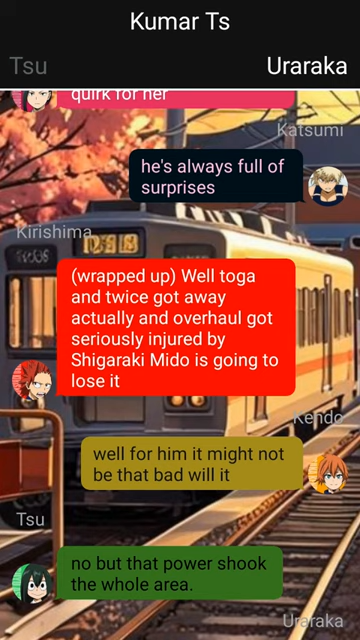 Kumar Ts
Tsu
Uraraka
quirk for her
Katsumi
he's always full of
surprises
Kirishima
(wrapped up) Well toga
and twice got away
actually and overhaul got
seriously injured by
Shigaraki Mido is going to
lose it
Kendo
well for him it might not
be that bad will it
Tsu
no but that power shook
the whole area.
Uraraka